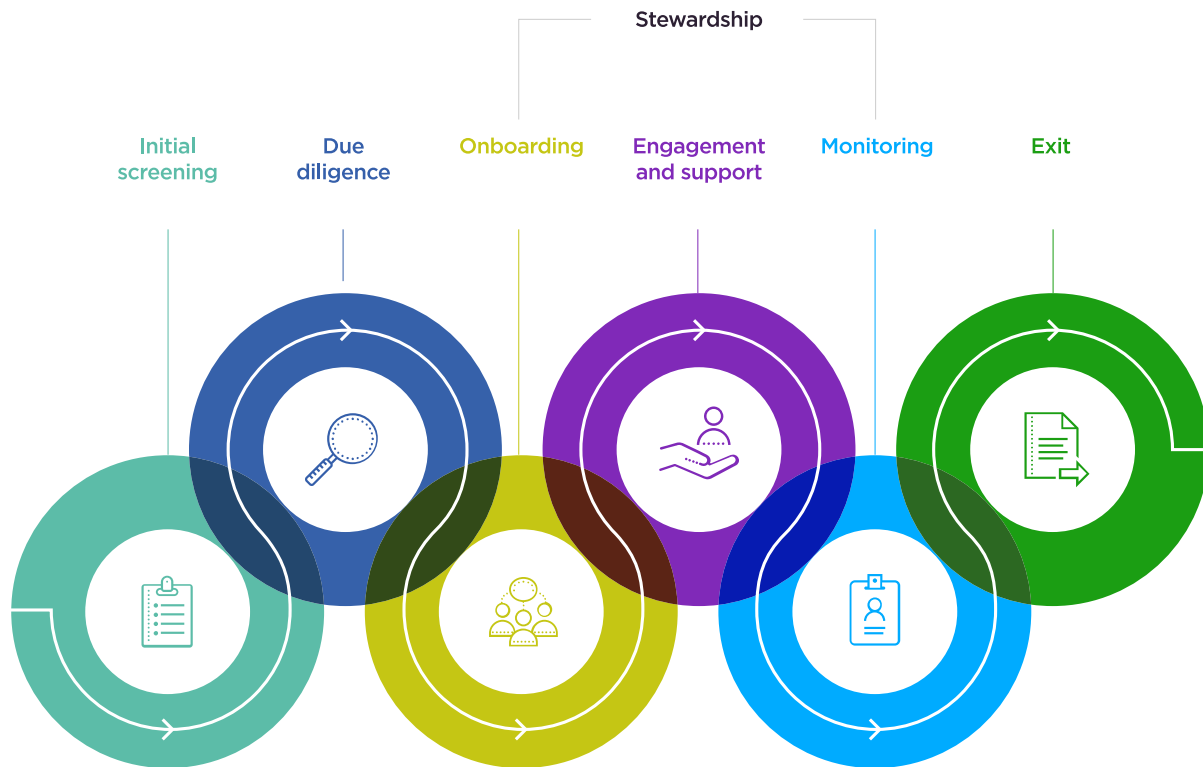 Stewardship
Initial
screening
Due
diligence
Onboarding
Engagement
and support
Monitoring
Exit